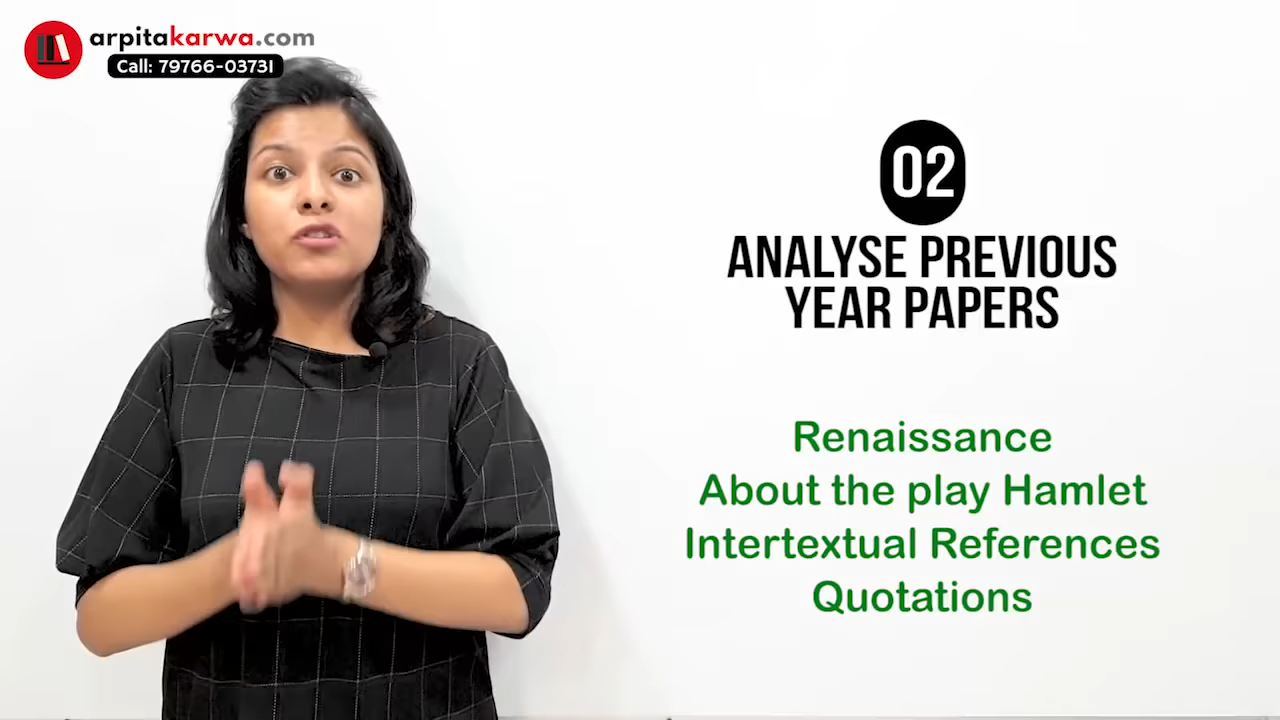 arpitakarwa.com
Call: 79766-03731
02
ANALYSE PREVIOUS
YEAR PAPERS
Renaissance
About the play Hamlet
Intertextual References
Quotations